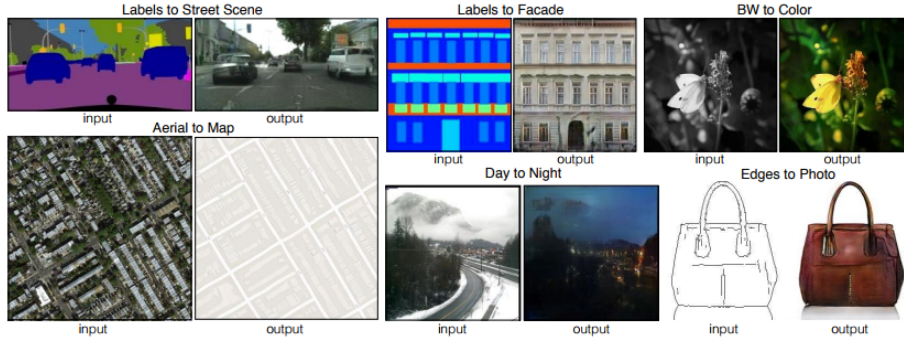 Labels to Street Scene
input
output
Labels to Facade
input
output
BW to Color
input
output
Aerial to Map
input
output
Day to Night
input
output
Edges to Photo
input
output